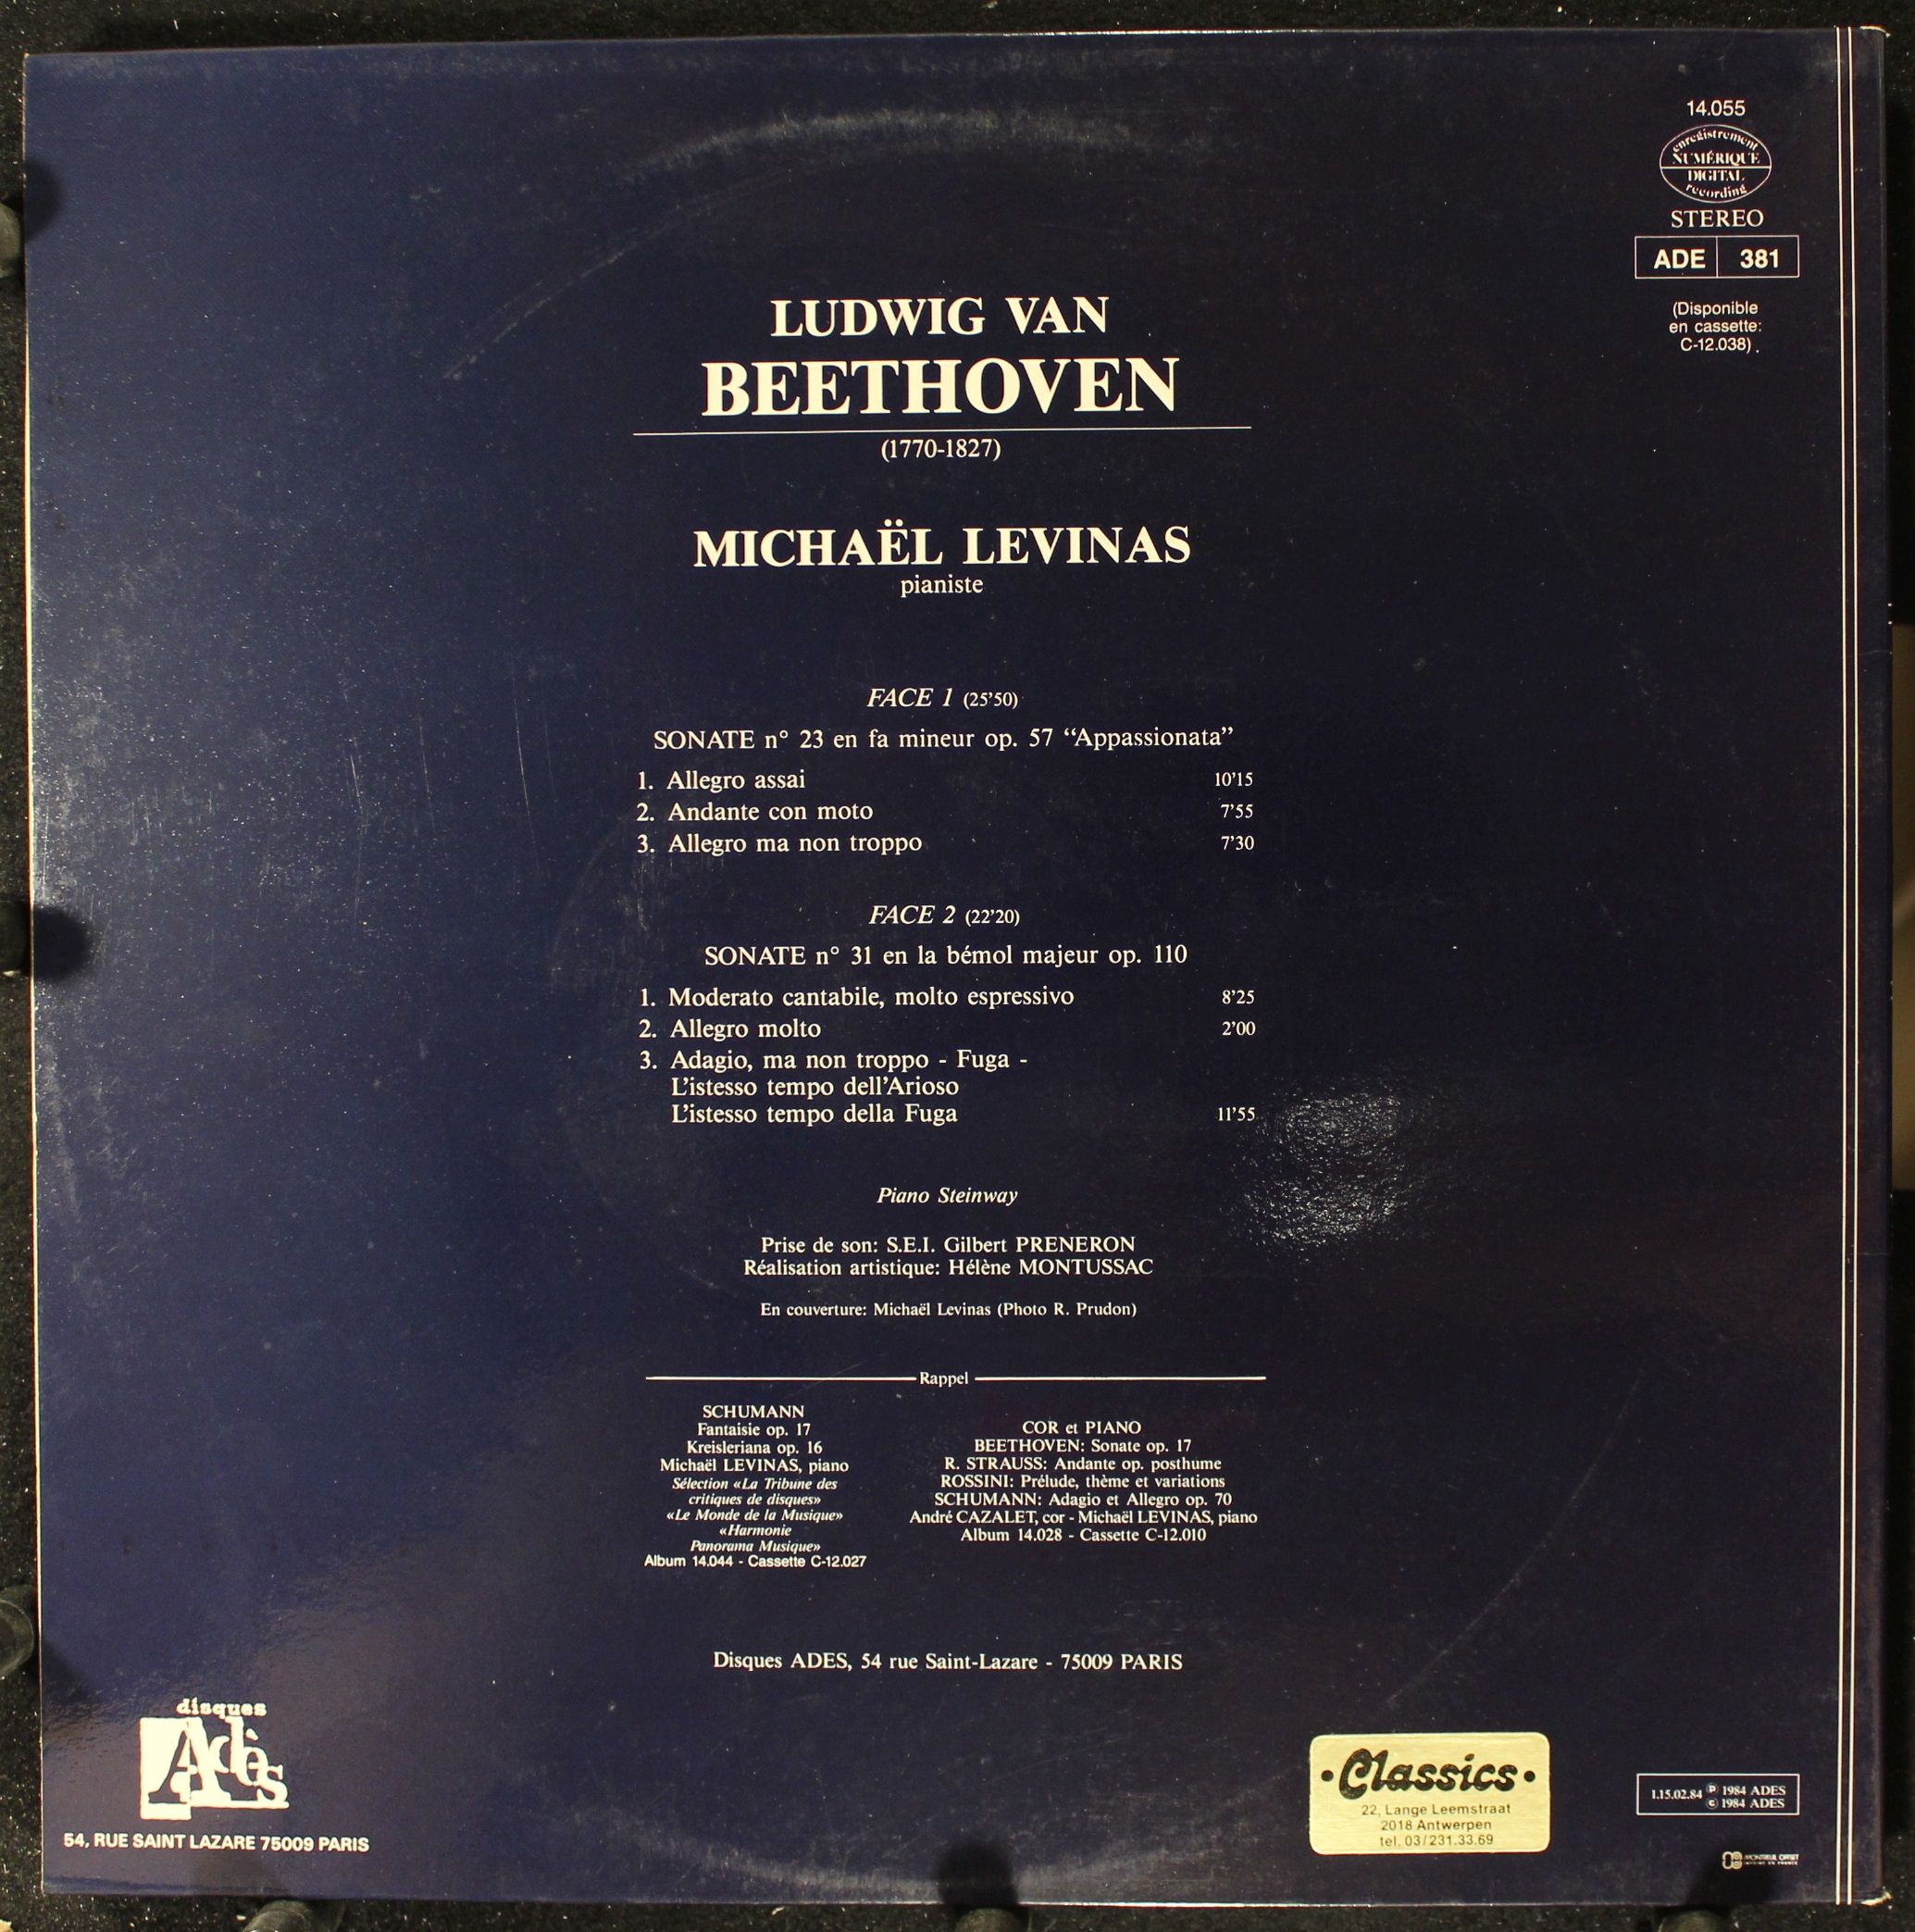 14.055
enregistrement
NUMÉRIQUE
DIGITAL
recording
STEREO
ADE 381
(Disponible
en cassette:
C-12.038).
LUDWIG VAN
BEETHOVEN
(1770-1827)
MICHAËL LEVINAS
pianiste
FACE 1 (25'50)
SONATE n° 23 en fa mineur op. 57 “Appassionata”
1. Allegro assai 10'15
2. Andante con moto 7'55
3. Allegro ma non troppo 7'30
FACE 2 (22'20)
SONATE n° 31 en la bémol majeur op. 110
1. Moderato cantabile, molto espressivo 8'25
2. Allegro molto 2'00
3. Adagio, ma non troppo - Fuga -
L'istesso tempo dell'Arioso
L'istesso tempo della Fuga 11'55
Piano Steinway
Prise de son: S.E.I. Gilbert PRENERON
Réalisation artistique: Hélène MONTUSSAC
En couverture: Michaël Levinas (Photo R. Prudon)
Rappel
SCHUMANN
Fantaisie op. 17
Kreisleriana op. 16
Michaël LEVINAS, piano
Sélection «La Tribune des
critiques de disques»
«Le Monde de la Musique»
«Harmonie
Panorama Musique»
Album 14.044 - Cassette C-12.027
COR et PIANO
BEETHOVEN: Sonate op. 17
R. STRAUSS: Andante op. posthume
ROSSINI: Prélude, thème et variations
SCHUMANN: Adagio et Allegro op. 70
André CAZALET, cor - Michaël LEVINAS, piano
Album 14.028 - Cassette C-12.010
Disques ADES, 54 rue Saint-Lazare - 75009 PARIS
disques
Adès
54, RUE SAINT LAZARE 75009 PARIS
• Classics •
22, Lange Leemstraat
2018 Antwerpen
tel. 03/231.33.69
1.15.02.84 ℗ 1984 ADES
© 1984 ADES
MONTREUIL OFFSET
IMPRIMÉ EN FRANCE